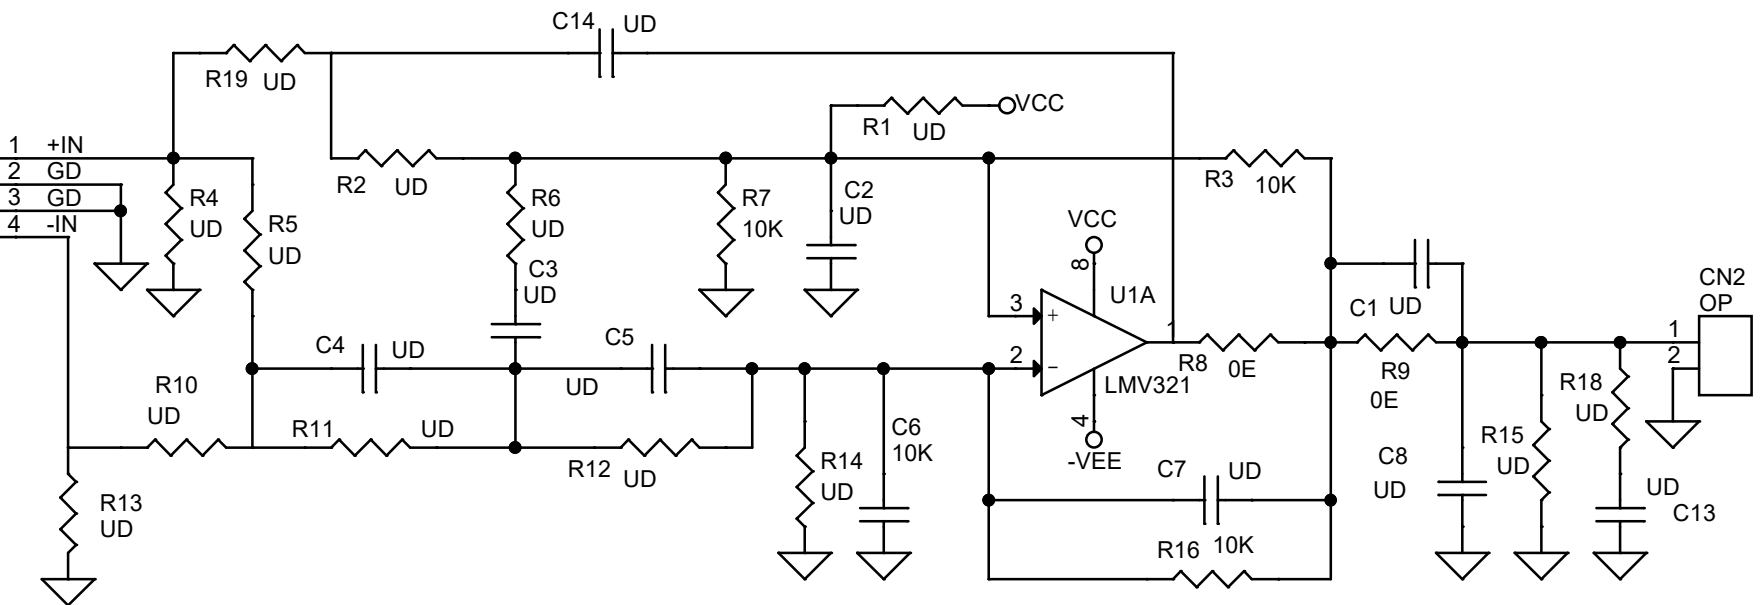 C14 UD
R19 UD
R1 UD VCC
1 +IN
2 GD
3 GD
4 -IN
R4
UD
R5
UD
R2 UD
R6
UD
C3
UD
R7
10K
C2
UD
R3 10K
VCC
8
U1A
3
+
2
−
1
LMV321
4
-VEE
R8 0E
C1 UD
R9
0E
CN2
OP
1
2
C4 UD
C5
UD
R10
UD
R11 UD
R12 UD
R13
UD
R14
UD
C6
10K
C7 UD
R16 10K
C8
UD
R15
UD
R18
UD
UD
C13